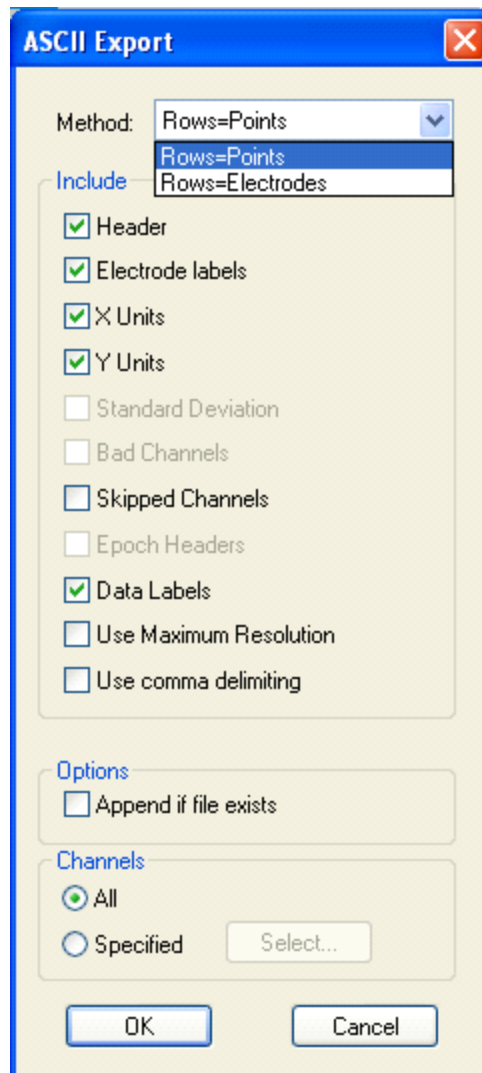 ASCII Export
Method: Rows=Points
Rows=Points
Rows=Electrodes
Include
Header
Electrode labels
X Units
Y Units
Standard Deviation
Bad Channels
Skipped Channels
Epoch Headers
Data Labels
Use Maximum Resolution
Use comma delimiting
Options
Append if file exists
Channels
All
Specified Select...
OK Cancel